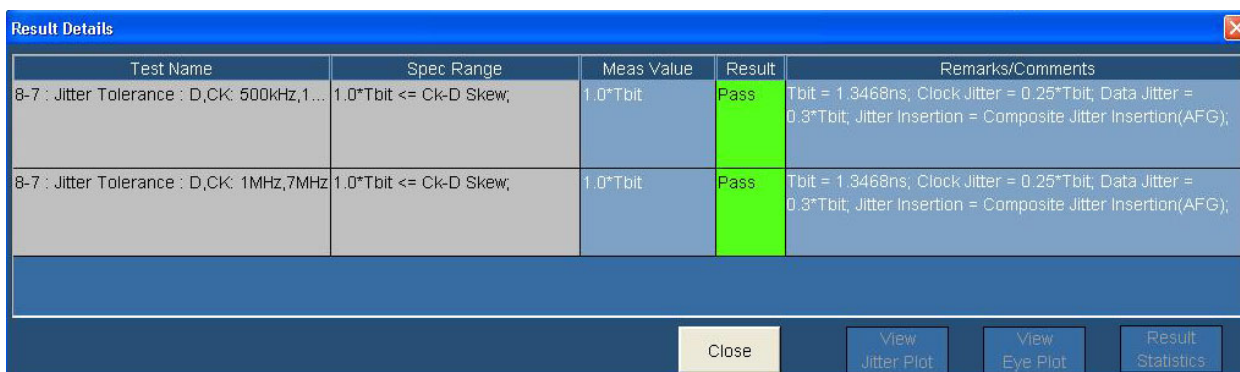 Result Details
Test Name Spec Range Meas Value Result Remarks/Comments
8-7 : Jitter Tolerance : D,CK: 500kHz,1... 1.0*Tbit <= Ck-D Skew; 1.0*Tbit Pass Tbit = 1.3468ns; Clock Jitter = 0.25*Tbit; Data Jitter =
0.3*Tbit; Jitter Insertion = Composite Jitter Insertion(AFG);
8-7 : Jitter Tolerance : D,CK: 1MHz,7MHz 1.0*Tbit <= Ck-D Skew; 1.0*Tbit Pass Tbit = 1.3468ns; Clock Jitter = 0.25*Tbit; Data Jitter =
0.3*Tbit; Jitter Insertion = Composite Jitter Insertion(AFG);
Close
View
Jitter Plot
View
Eye Plot
Result
Statistics